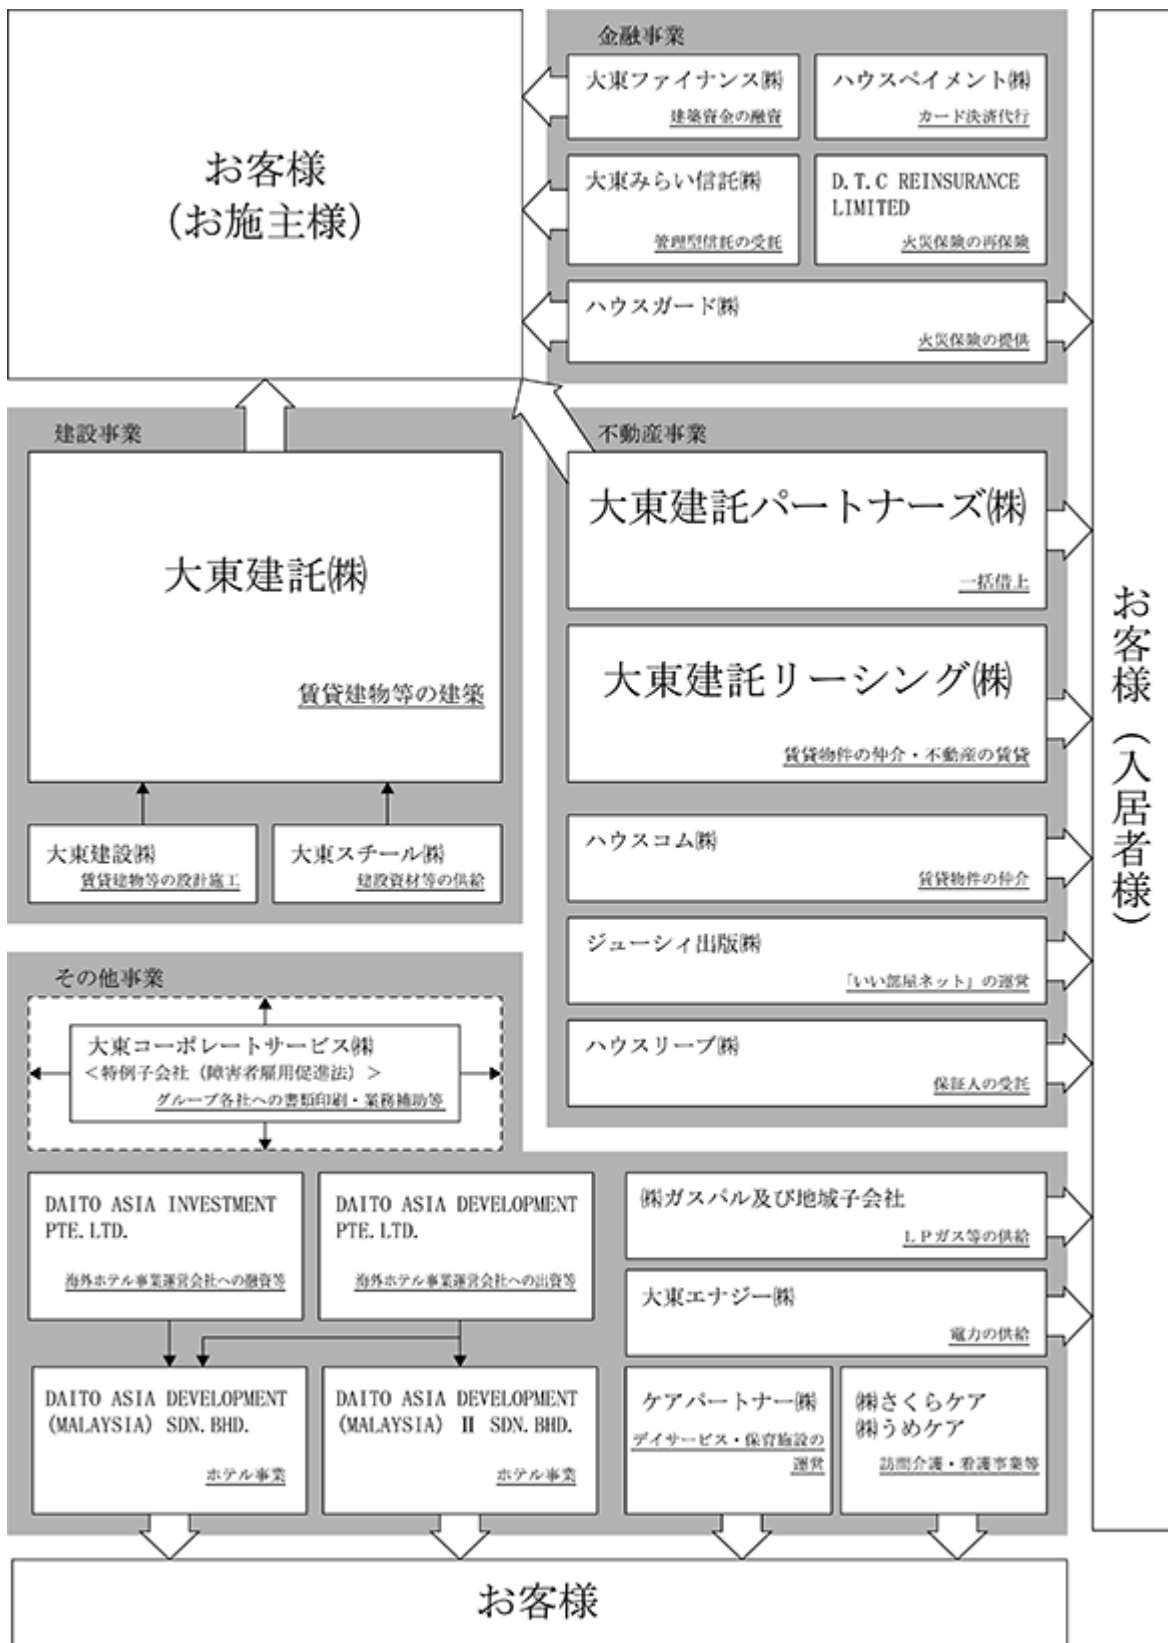 お客様
(お施主様)
金融事業
大東ファイナンス㈱
建築資金の融資
ハウスペイメント㈱
カード決済代行
大東みらい信託㈱
管理型信託の受託
D.T.C REINSURANCE
LIMITED
火災保険の再保険
ハウスガード㈱
火災保険の提供
建設事業
大東建託㈱
賃貸建物等の建築
大東建設㈱
賃貸建物等の設計施工
大東スチール㈱
建設資材等の供給
不動産事業
大東建託パートナーズ㈱
一括借上
大東建託リーシング㈱
賃貸物件の仲介・不動産の賃貸
ハウスコム㈱
賃貸物件の仲介
ジューシィ出版㈱
「いい部屋ネット」の運営
ハウスリーブ㈱
保証人の受託
お客様(入居者様)
その他事業
大東コーポレートサービス㈱
<特例子会社(障害者雇用促進法)>
グループ各社への書類印刷・業務補助等
DAITO ASIA INVESTMENT
PTE.LTD.
海外ホテル事業運営会社への融資等
DAITO ASIA DEVELOPMENT
PTE.LTD.
海外ホテル事業運営会社への出資等
㈱ガスパル及び地域子会社
LPガス等の供給
大東エナジー㈱
電力の供給
DAITO ASIA DEVELOPMENT
(MALAYSIA) SDN.BHD.
ホテル事業
DAITO ASIA DEVELOPMENT
(MALAYSIA) Ⅱ SDN.BHD.
ホテル事業
ケアパートナー㈱
デイサービス・保育施設の
運営
㈱さくらケア
㈱うめケア
訪問介護・看護事業等
お客様